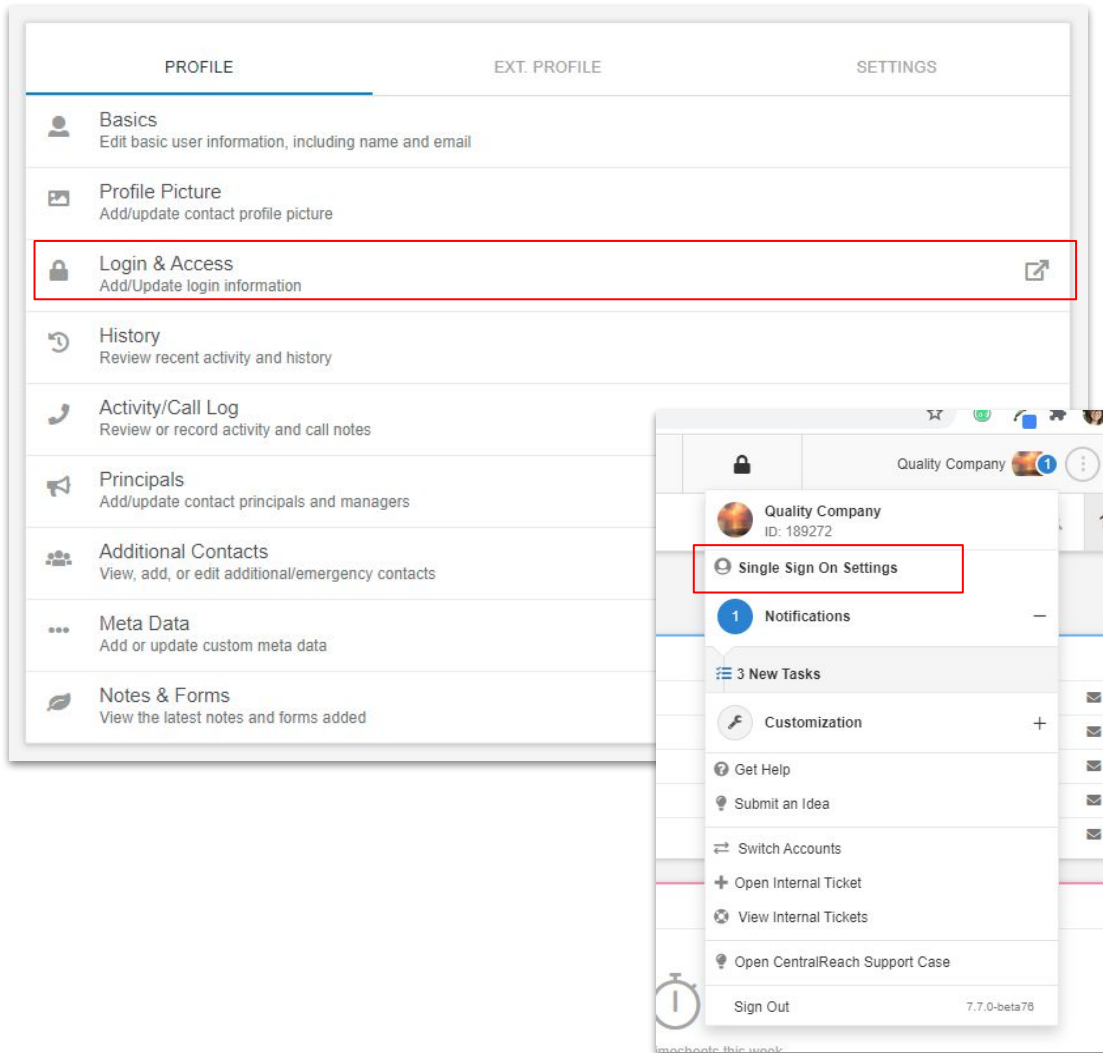 PROFILE
EXT. PROFILE
SETTINGS
Basics
Edit basic user information, including name and email
Profile Picture
Add/update contact profile picture
Login & Access
Add/Update login information
History
Review recent activity and history
Activity/Call Log
Review or record activity and call notes
Principals
Add/update contact principals and managers
Additional Contacts
View, add, or edit additional/emergency contacts
Meta Data
Add or update custom meta data
Notes & Forms
View the latest notes and forms added
Quality Company
1
Quality Company
ID: 189272
Single Sign On Settings
1 Notifications
3 New Tasks
Customization
Get Help
Submit an Idea
Switch Accounts
Open Internal Ticket
View Internal Tickets
Open CentralReach Support Case
Sign Out
7.7.0-beta76
this week